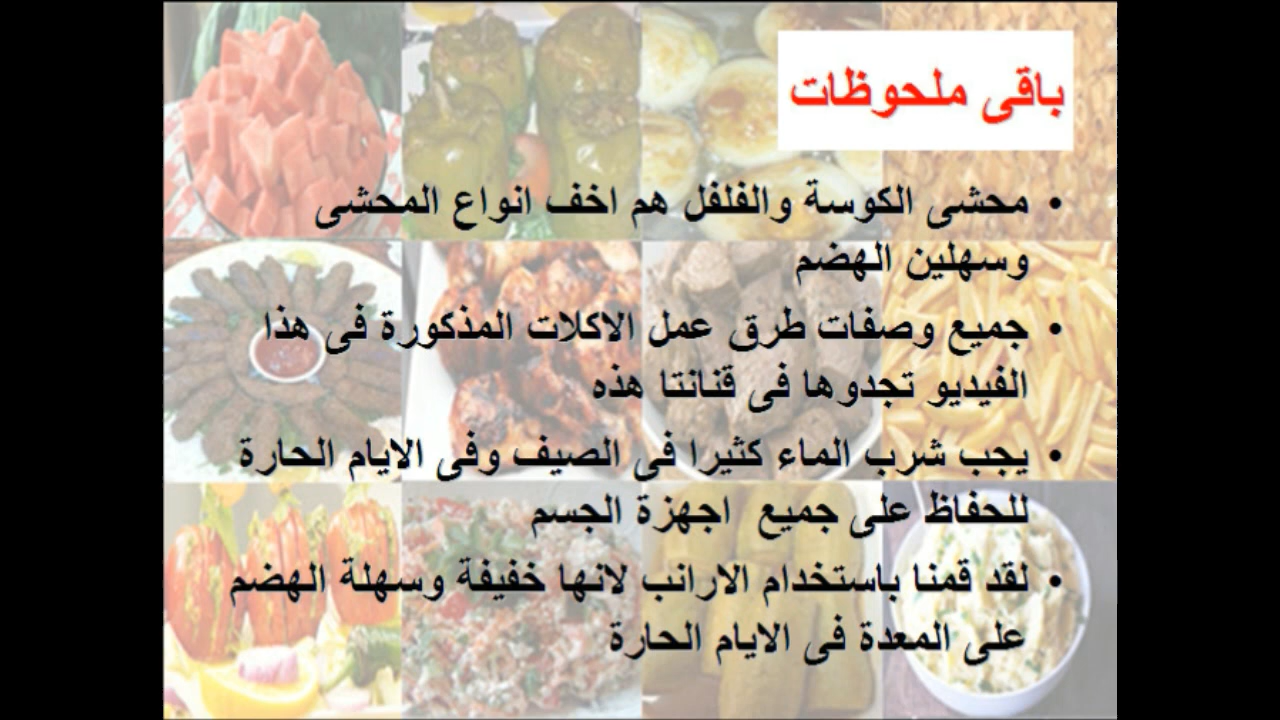 باقى ملحوظات
• محشى الكوسة والفلفل هم اخف انواع المحشى
وسهلين الهضم
• جميع وصفات طرق عمل الاكلات المذكورة فى هذا
الفيديو تجدوها فى قنانتا هذه
• يجب شرب الماء كثيرا فى الصيف وفى الايام الحارة
للحفاظ على جميع اجهزة الجسم
• لقد قمنا باستخدام الارانب لانها خفيفة وسهلة الهضم
على المعدة فى الايام الحارة